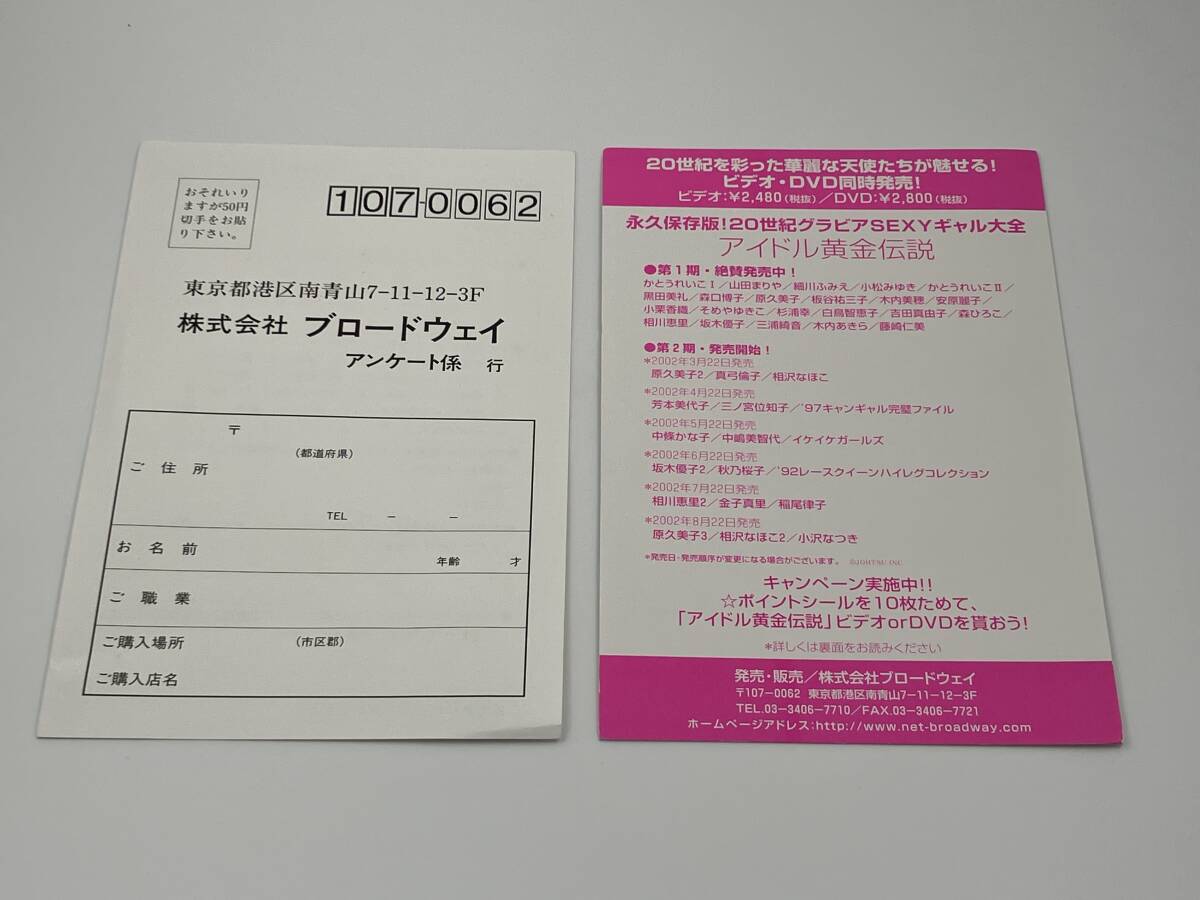 おそれいり
ますが50円
切手をお貼
り下さい。
107-0062
東京都港区南青山7-11-12-3F
株式会社 ブロードウェイ
アンケート係 行
〒
(都道府県)
ご住所
TEL － －
お名前
年齢 才
ご職業
ご購入場所 (市区郡)
ご購入店名
20世紀を彩った華麗な天使たちが魅せる!
ビデオ・DVD同時発売!
ビデオ:¥2,480(税抜)/DVD:¥2,800(税抜)
永久保存版!20世紀グラビアSEXYギャル大全
アイドル黄金伝説
●第1期・絶賛発売中!
かとうれいこⅠ/山田まりや/細川ふみえ/小松みゆき/かとうれいこⅡ/
黒田美礼/森口博子/原久美子/板谷祐三子/木内美穂/安原麗子/
小栗香織/そめやゆきこ/杉浦幸/白鳥智恵子/吉田真由子/森ひろこ/
相川恵里/坂木優子/三浦綺音/木内あきら/藤崎仁美
●第2期・発売開始!
*2002年3月22日発売
原久美子2/真弓倫子/相沢なほこ
*2002年4月22日発売
芳本美代子/三ノ宮位知子/'97キャンギャル完璧ファイル
*2002年5月22日発売
中條かな子/中嶋美智代/イケイケガールズ
*2002年6月22日発売
坂木優子2/秋乃桜子/'92レースクイーンハイレグコレクション
*2002年7月22日発売
相川恵里2/金子真里/稲尾律子
*2002年8月22日発売
原久美子3/相沢なほこ2/小沢なつき
*発売日・発売順序が変更になる場合がございます。 ©JOHTSU INC
キャンペーン実施中!!
☆ポイントシールを10枚ためて、
「アイドル黄金伝説」ビデオorDVDを貰おう!
*詳しくは裏面をお読みください
発売・販売/株式会社ブロードウェイ
〒107-0062 東京都港区南青山7-11-12-3F
TEL.03-3406-7710/FAX.03-3406-7721
ホームページアドレス:http://www.net-broadway.com